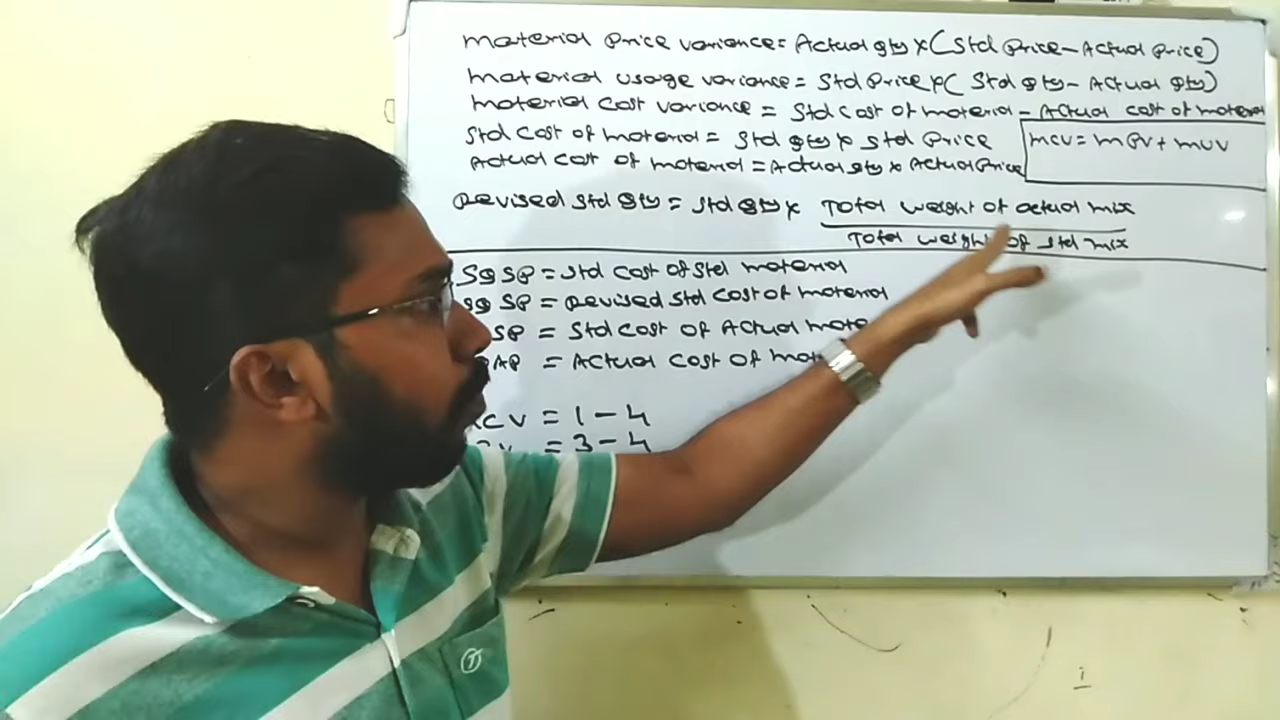 material price variance = Actual qty x (std price - Actual price)
material usage variance = std price x ( std qty - Actual qty)
material cost variance = std cost of material - Actual cost of material
std cost of material = std qty x std price
mcv = mpv + muv
Actual cost of material = Actual qty x Actual price
Revised std qty = std qty x Total weight of actual mix
Total weight of std mix
SQ SP = std cost of std material
SQ SP = Revised std cost of material
SP = std cost of Actual mate
AP = Actual cost of mat
CV = 1 - 4
= 3 - 4